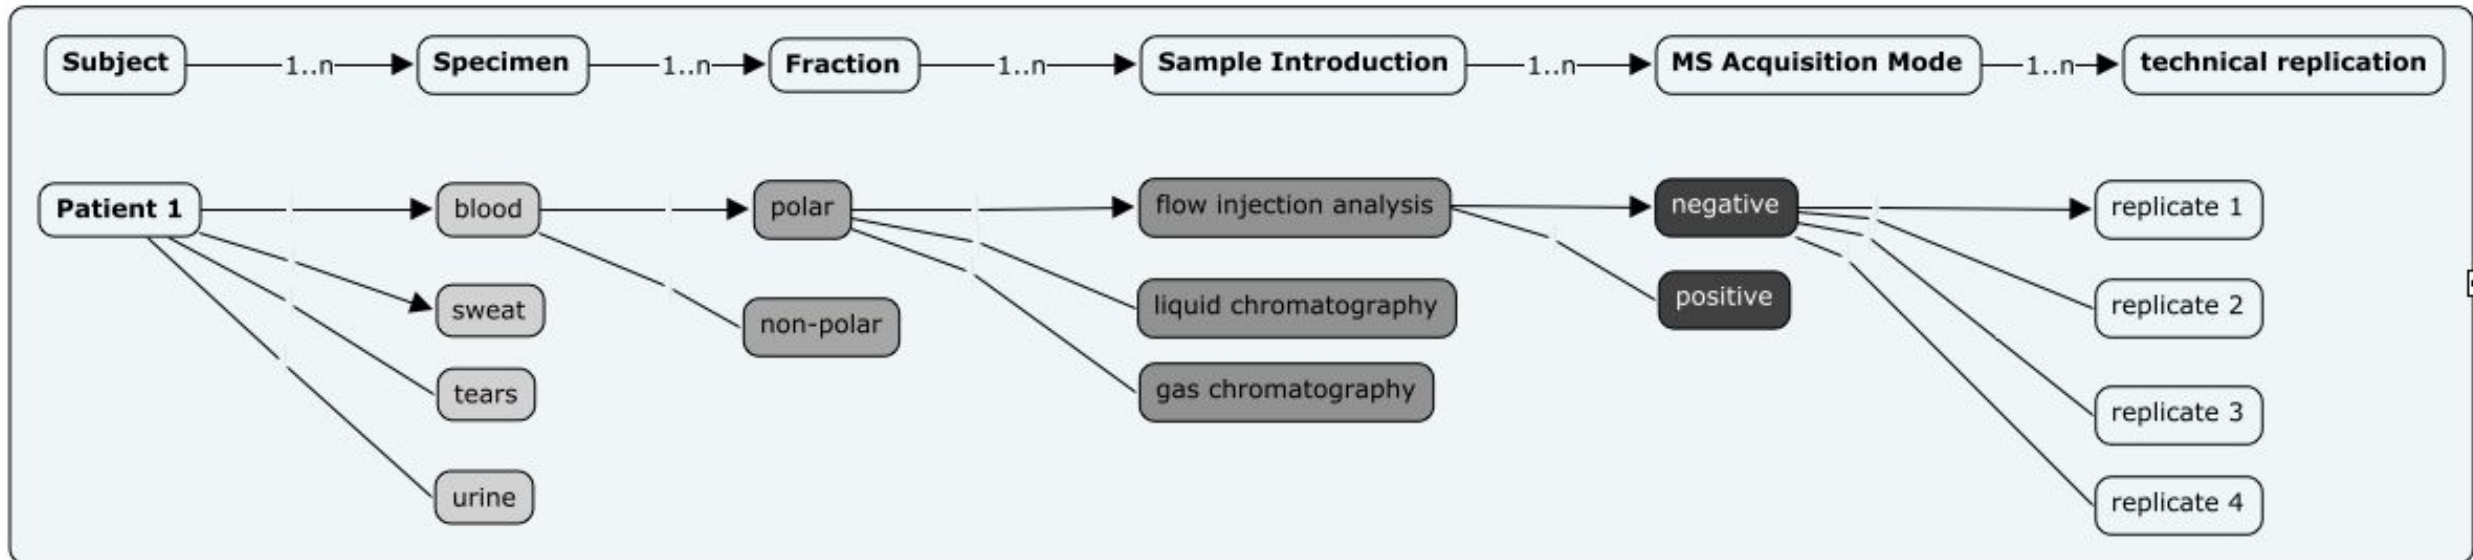 Subject 1..n Specimen 1..n Fraction 1..n Sample Introduction 1..n MS Acquisition Mode 1..n technical replication
Patient 1 blood polar flow injection analysis negative replicate 1
sweat non-polar liquid chromatography positive replicate 2
tears gas chromatography replicate 3
urine replicate 4